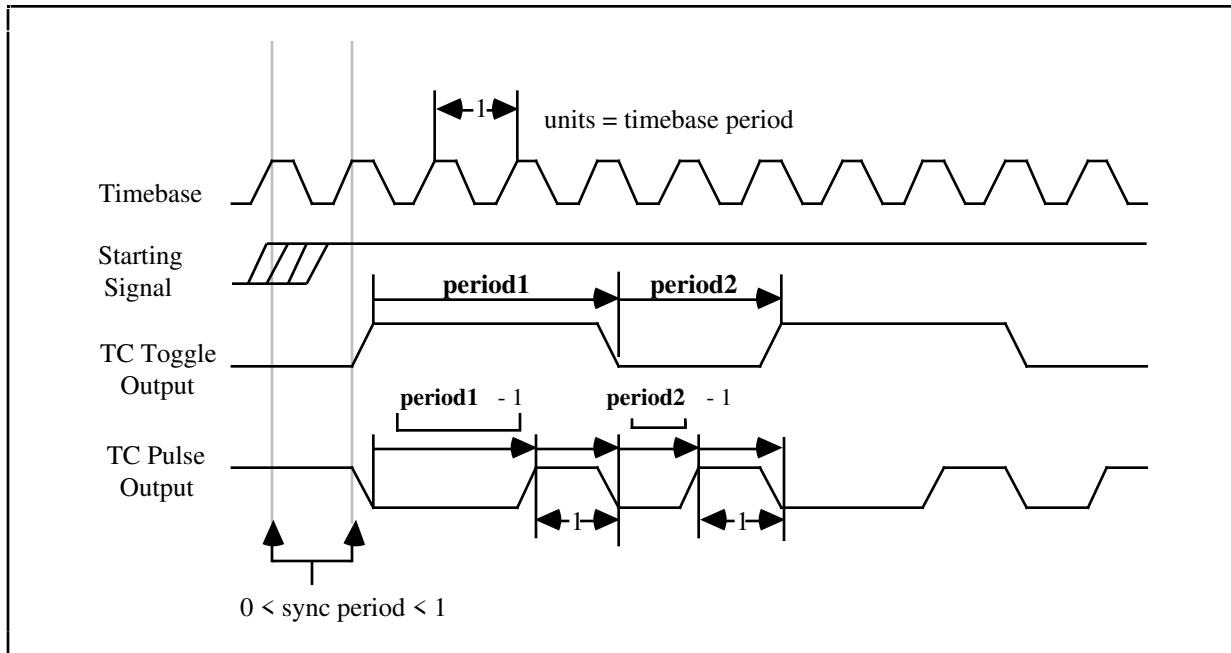 1
units = timebase period
Timebase
Starting
Signal
period1
period2
TC Toggle
Output
period1 - 1
period2 - 1
TC Pulse
Output
1
1
0 < sync period < 1